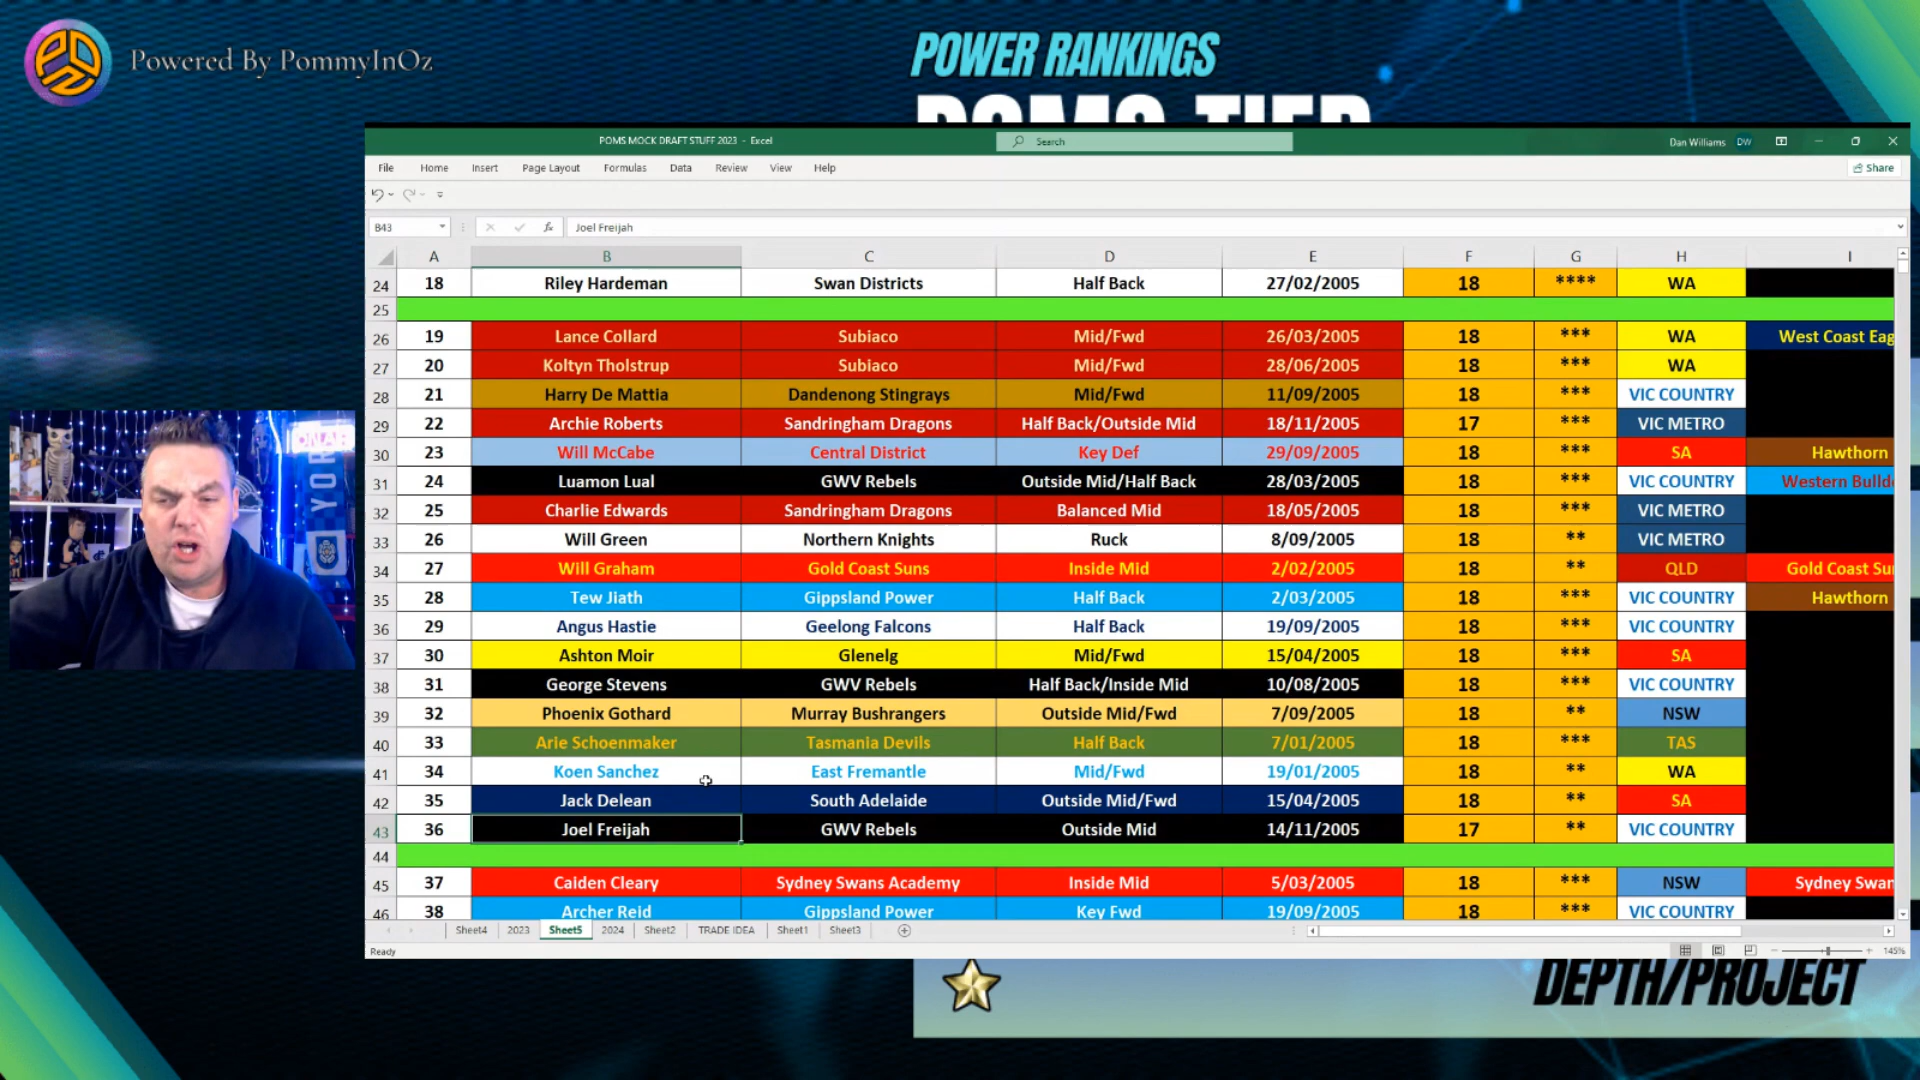 Powered By PommyInOz
POWER RANKINGS
POMS TIER
POMS MOCK DRAFT STUFF 2023 - Excel
Search
Dan Williams DW
File Home Insert Page Layout Formulas Data Review View Help
Share
B43
fx
Joel Freijah
A B C D E F G H I
24 18 Riley Hardeman Swan Districts Half Back 27/02/2005 18 **** WA
25
26 19 Lance Collard Subiaco Mid/Fwd 26/03/2005 18 *** WA West Coast Eag
27 20 Koltyn Tholstrup Subiaco Mid/Fwd 28/06/2005 18 *** WA
28 21 Harry De Mattia Dandenong Stingrays Mid/Fwd 11/09/2005 18 *** VIC COUNTRY
29 22 Archie Roberts Sandringham Dragons Half Back/Outside Mid 18/11/2005 17 *** VIC METRO
30 23 Will McCabe Central District Key Def 29/09/2005 18 *** SA Hawthorn
31 24 Luamon Lual GWV Rebels Outside Mid/Half Back 28/03/2005 18 *** VIC COUNTRY Western Bulld
32 25 Charlie Edwards Sandringham Dragons Balanced Mid 18/05/2005 18 *** VIC METRO
33 26 Will Green Northern Knights Ruck 8/09/2005 18 ** VIC METRO
34 27 Will Graham Gold Coast Suns Inside Mid 2/02/2005 18 ** QLD Gold Coast Su
35 28 Tew Jiath Gippsland Power Half Back 2/03/2005 18 *** VIC COUNTRY Hawthorn
36 29 Angus Hastie Geelong Falcons Half Back 19/09/2005 18 *** VIC COUNTRY
37 30 Ashton Moir Glenelg Mid/Fwd 15/04/2005 18 *** SA
38 31 George Stevens GWV Rebels Half Back/Inside Mid 10/08/2005 18 *** VIC COUNTRY
39 32 Phoenix Gothard Murray Bushrangers Outside Mid/Fwd 7/09/2005 18 ** NSW
40 33 Arie Schoenmaker Tasmania Devils Half Back 7/01/2005 18 *** TAS
41 34 Koen Sanchez East Fremantle Mid/Fwd 19/01/2005 18 ** WA
42 35 Jack Delean South Adelaide Outside Mid/Fwd 15/04/2005 18 ** SA
43 36 Joel Freijah GWV Rebels Outside Mid 14/11/2005 17 ** VIC COUNTRY
44
45 37 Caiden Cleary Sydney Swans Academy Inside Mid 5/03/2005 18 *** NSW Sydney Swan
46 38 Archer Reid Gippsland Power Key Fwd 19/09/2005 18 *** VIC COUNTRY
Sheet4 2023 Sheet5 2024 Sheet2 TRADE IDEA Sheet1 Sheet3
Ready
145%
DEPTH/PROJECT